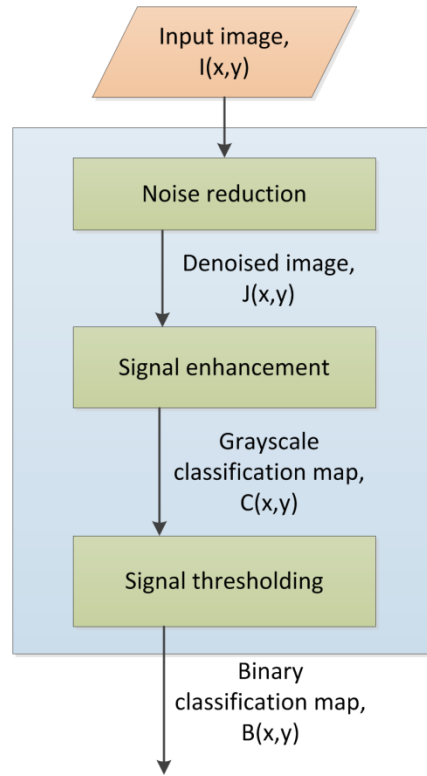 Input image,
I(x,y)
Noise reduction
Denoised image,
J(x,y)
Signal enhancement
Grayscale
classification map,
C(x,y)
Signal thresholding
Binary
classification map,
B(x,y)